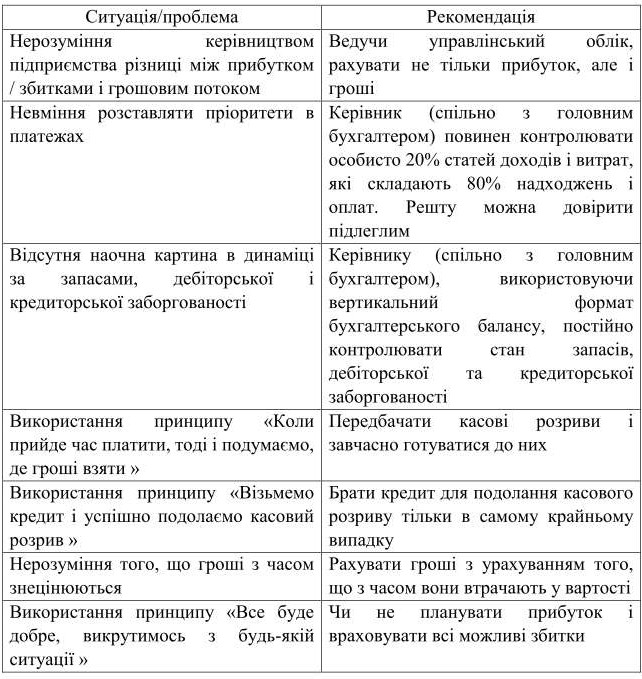 Ситуація/проблема
Рекомендація
Нерозуміння керівництвом
підприємства різниці між прибутком
/ збитками і грошовим потоком
Ведучи управлінський облік,
рахувати не тільки прибуток, але і
гроші
Невміння розставляти пріоритети в
платежах
Керівник (спільно з головним
бухгалтером) повинен контролювати
особисто 20% статей доходів і витрат,
які складають 80% надходжень і
оплат. Решту можна довірити
підлеглим
Відсутня наочна картина в динаміці
за запасами, дебіторської і
кредиторської заборгованості
Керівнику (спільно з головним
бухгалтером), використовуючи
вертикальний формат
бухгалтерського балансу, постійно
контролювати стан запасів,
дебіторської та кредиторської
заборгованості
Використання принципу «Коли
прийде час платити, тоді і подумаємо,
де гроші взяти »
Передбачати касові розриви і
завчасно готуватися до них
Використання принципу «Візьмемо
кредит і успішно подолаємо касовий
розрив »
Брати кредит для подолання касового
розриву тільки в самому крайньому
випадку
Нерозуміння того, що гроші з часом
знецінюються
Рахувати гроші з урахуванням того,
що з часом вони втрачають у вартості
Використання принципу «Все буде
добре, викрутимось з будь-якій
ситуації »
Чи не планувати прибуток і
враховувати всі можливі збитки